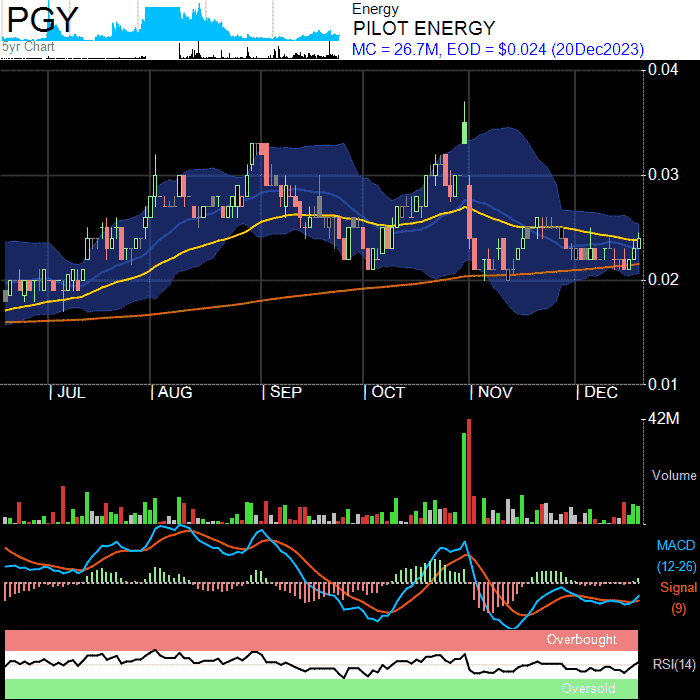 PGY
5yr Chart
Energy
PILOT ENERGY
MC = 26.7M, EOD = $0.024 (20Dec2023)
0.04
0.03
0.02
0.01
JUL
AUG
SEP
OCT
NOV
DEC
42M
Volume
MACD
(12-26)
Signal
(9)
Overbought
RSI(14)
Oversold